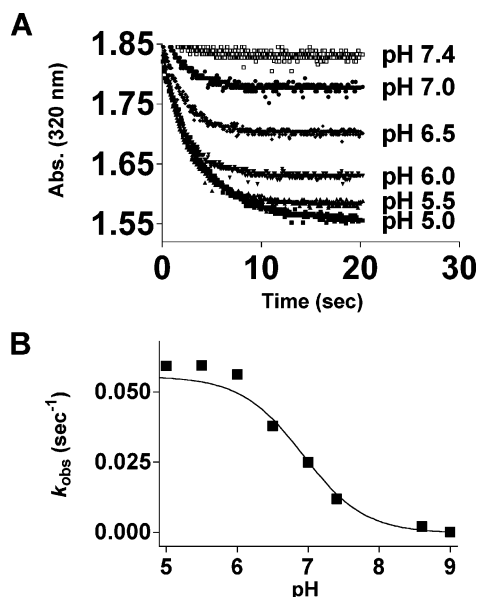 A
Abs. (320 nm)
1.85
1.75
1.65
1.55
pH 7.4
pH 7.0
pH 6.5
pH 6.0
pH 5.5
pH 5.0
0 10 20 30
Time (sec)
B
kobs (sec-1)
0.050
0.025
0.000
5 6 7 8 9
pH